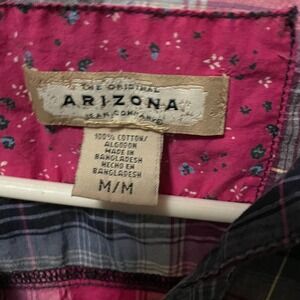 THE ORIGINAL
ARIZONA
JEAN COMPANY
100% COTTON/
ALGODON
MADE IN
BANGLADESH
HECHO EN
BANGLADESH
M/M